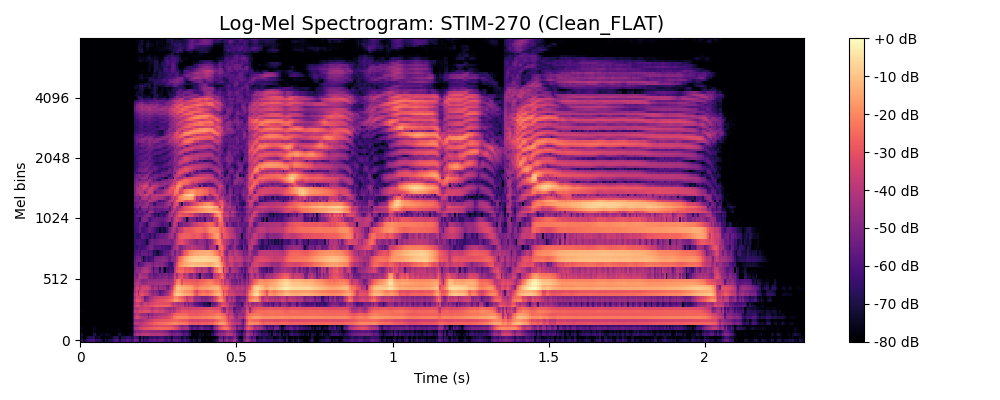 Log-Mel Spectrogram: STIM-270 (Clean_FLAT)
Mel bins
4096
2048
1024
512
0
0
0.5
1
1.5
2
Time (s)
+0 dB
-10 dB
-20 dB
-30 dB
-40 dB
-50 dB
-60 dB
-70 dB
-80 dB